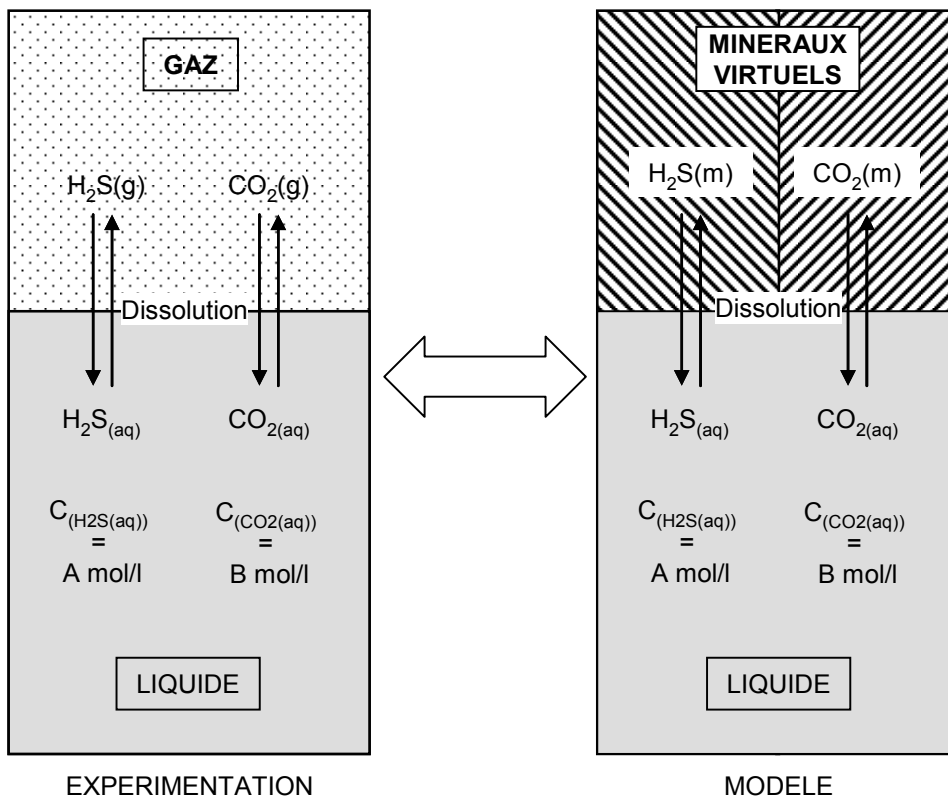 GAZ
H₂S(g) CO₂(g)
Dissolution
H₂S(aq) CO₂(aq)
C(H2S(aq)) C(CO2(aq))
= =
A mol/l B mol/l
LIQUIDE
EXPERIMENTATION
MINERAUX
VIRTUELS
H₂S(m) CO₂(m)
Dissolution
H₂S(aq) CO₂(aq)
C(H2S(aq)) C(CO2(aq))
= =
A mol/l B mol/l
LIQUIDE
MODELE